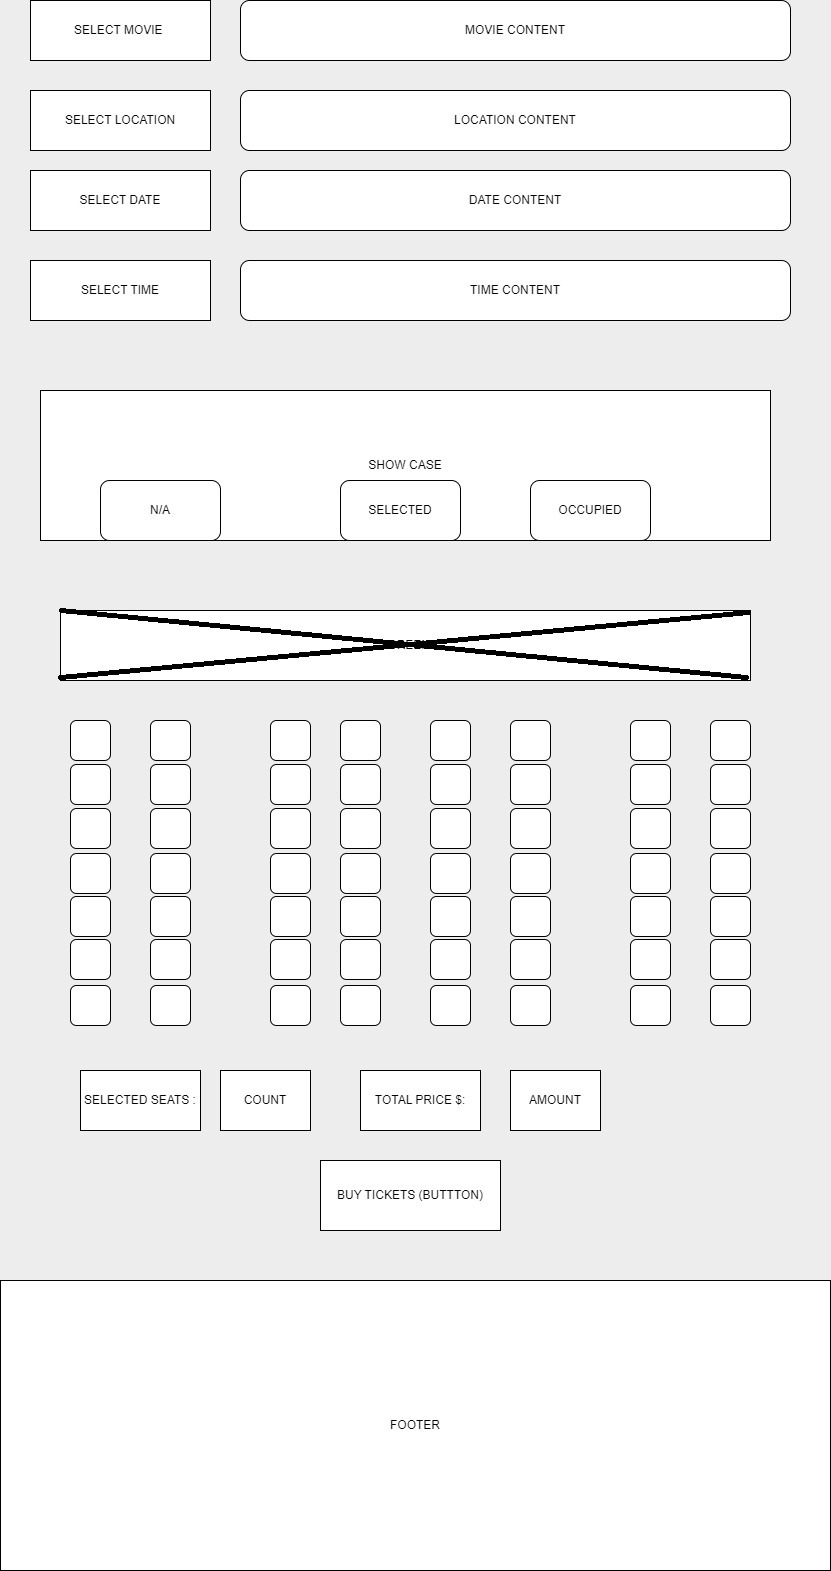 SELECT MOVIE
MOVIE CONTENT
SELECT LOCATION
LOCATION CONTENT
SELECT DATE
DATE CONTENT
SELECT TIME
TIME CONTENT
SHOW CASE
N/A
SELECTED
OCCUPIED
SELECTED SEATS :
COUNT
TOTAL PRICE $:
AMOUNT
BUY TICKETS (BUTTTON)
FOOTER